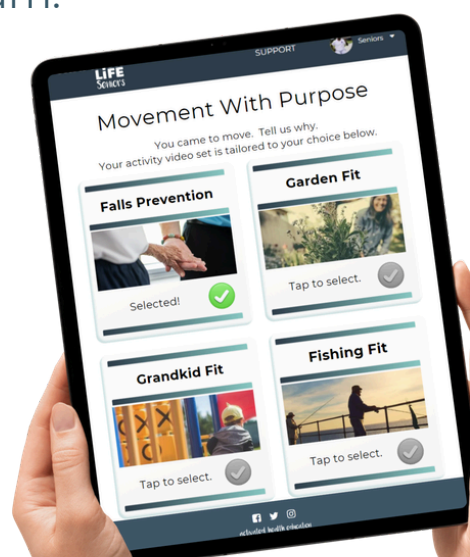 LiFE
Seniors
SUPPORT
Seniors
Movement With Purpose
You came to move. Tell us why.
Your activity video set is tailored to your choice below.
Falls Prevention
Selected!
Garden Fit
Tap to select.
Grandkid Fit
Tap to select.
Fishing Fit
Tap to select.
activated health education